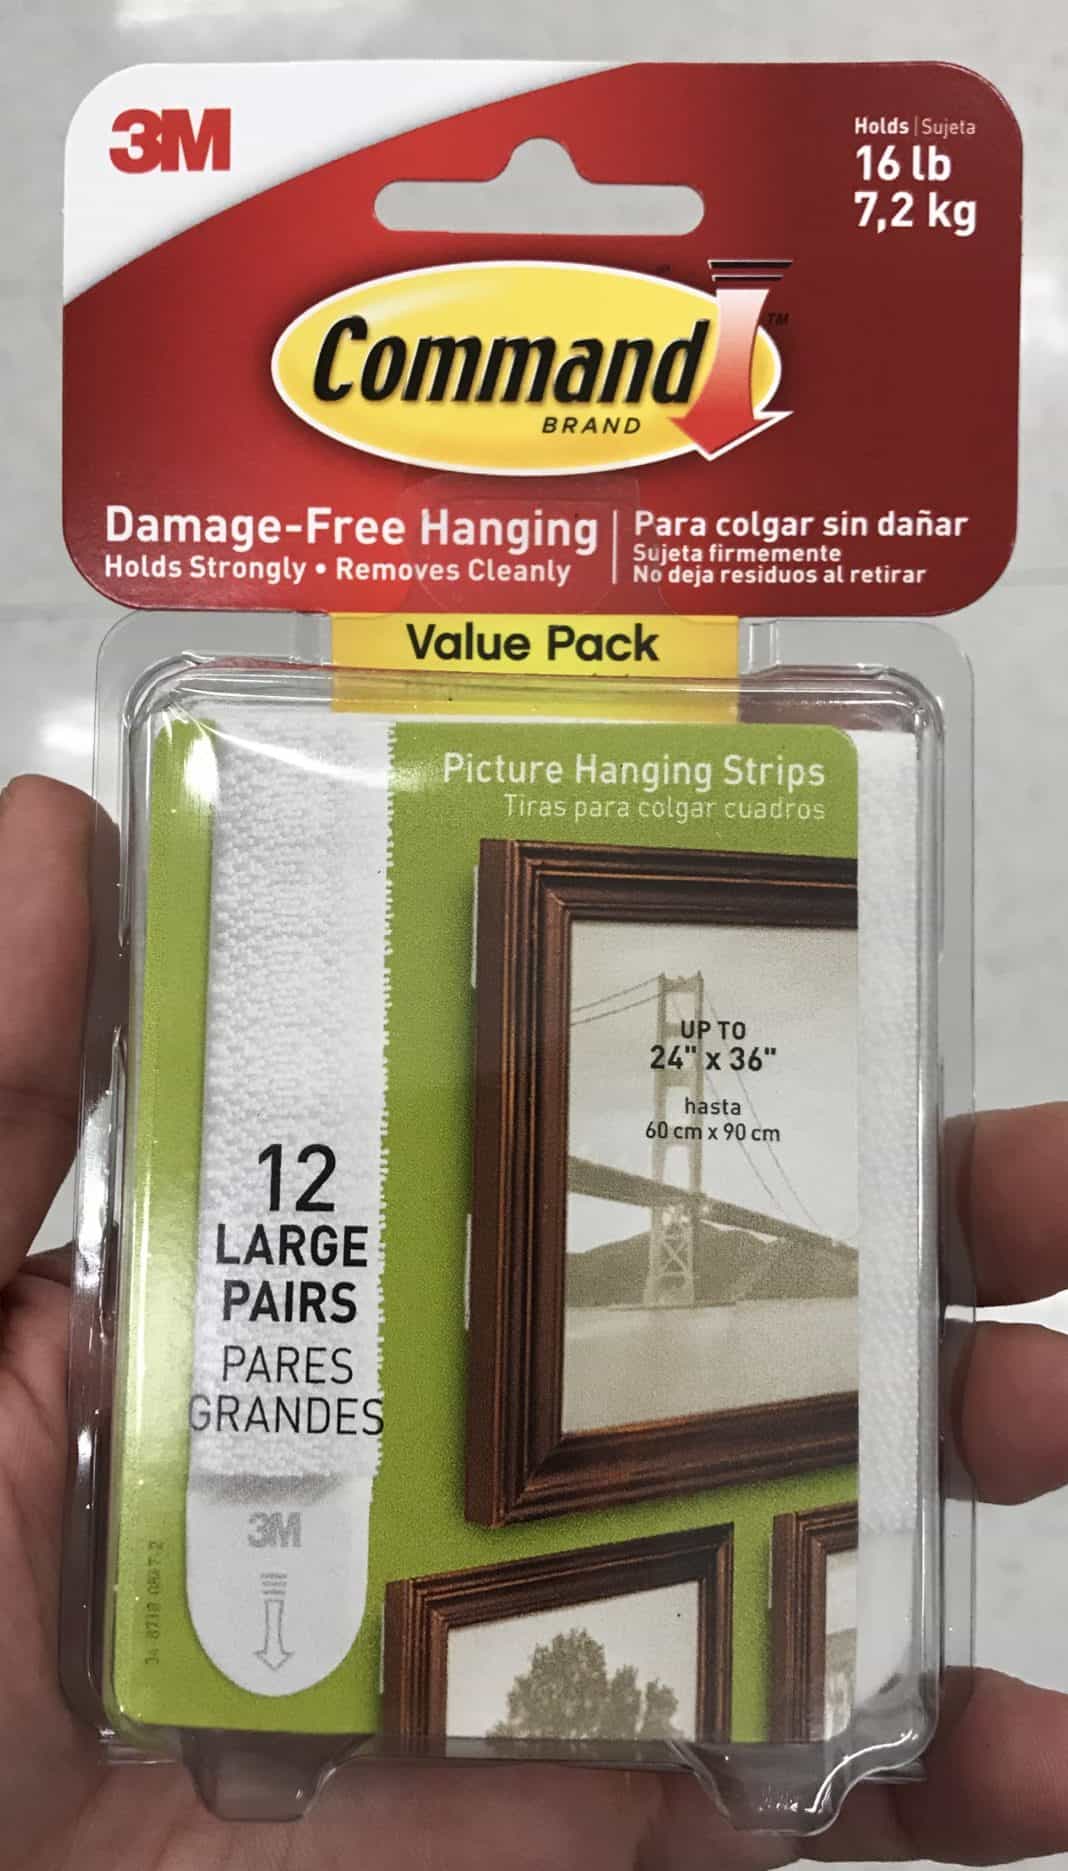 3M
Holds | Sujeta
16 lb
7,2 kg
Command
BRAND
TM
Damage-Free Hanging
Holds Strongly • Removes Cleanly
Para colgar sin dañar
Sujeta firmemente
No deja residuos al retirar
Value Pack
Picture Hanging Strips
Tiras para colgar cuadros
UP TO
24" x 36"
hasta
60 cm x 90 cm
12
LARGE
PAIRS
PARES
GRANDES
3M